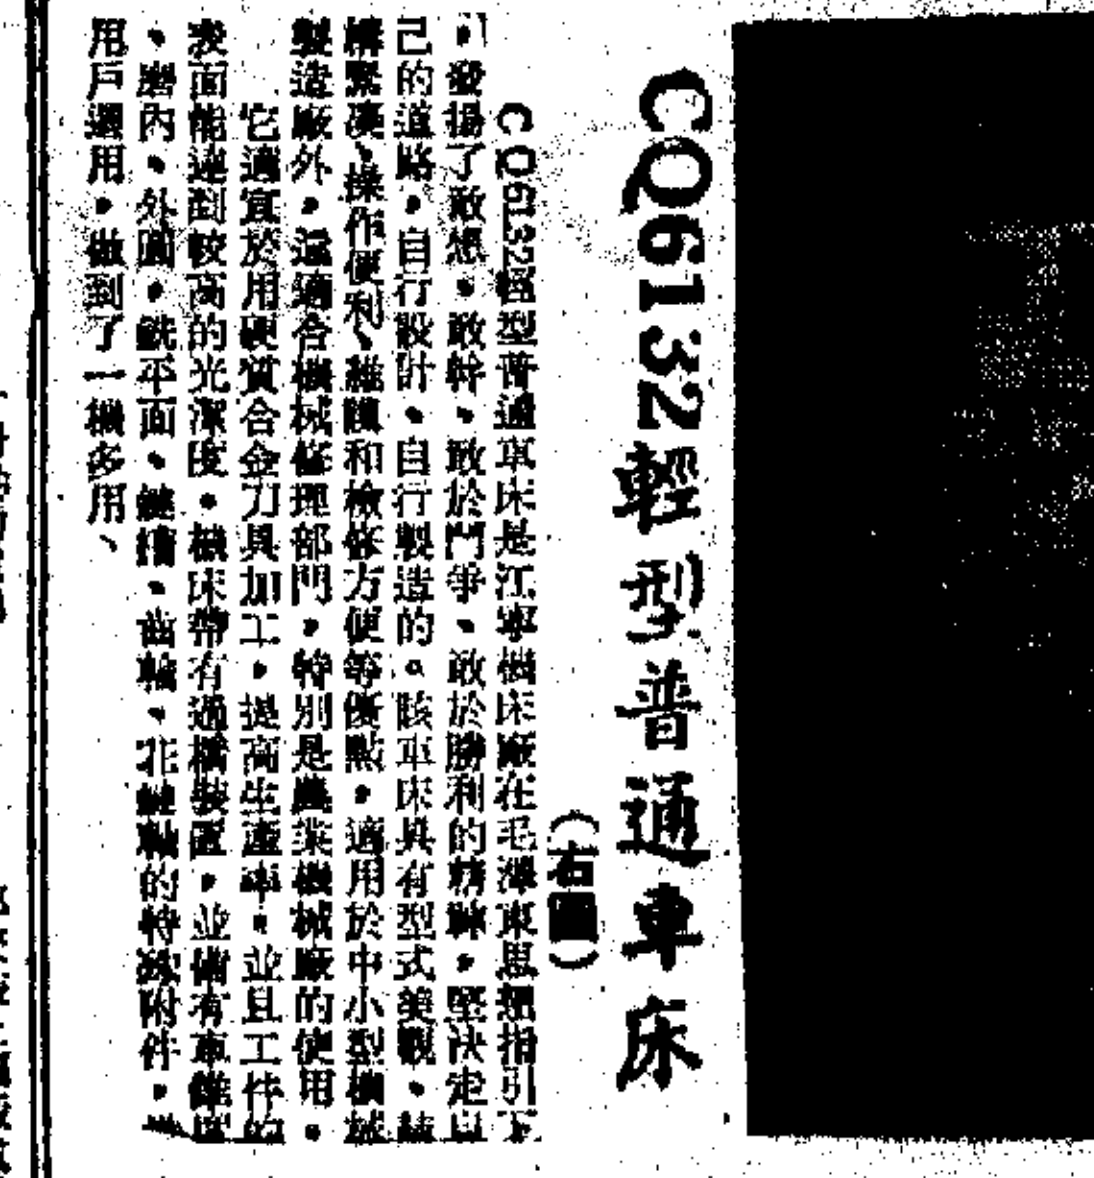 CQ6132輕型普通車床
(右圖)
CQ6132輕型普通車床是江寧機床廠在毛澤東思想指引下
,發揚了敢想、敢幹、敢於鬥爭、敢於勝利的精神,堅決走自
己的道路,自行設計、自行製造的。該車床具有型式美觀、結
構緊湊、操作便利、維護和檢修方便等優點,適用於中小型機械
製造廠外,還適合機械修理部門,特別是農業機械廠的使用。
它適宜於用硬質合金刀具加工,提高生產率,並且工件的
表面能達到較高的光潔度。機床帶有過橋裝置,並備有車錐度
、磨內、外圓,銑平面、鍵槽、齒輪、花鍵軸的特殊附件,
用戶選用,做到了一機多用、